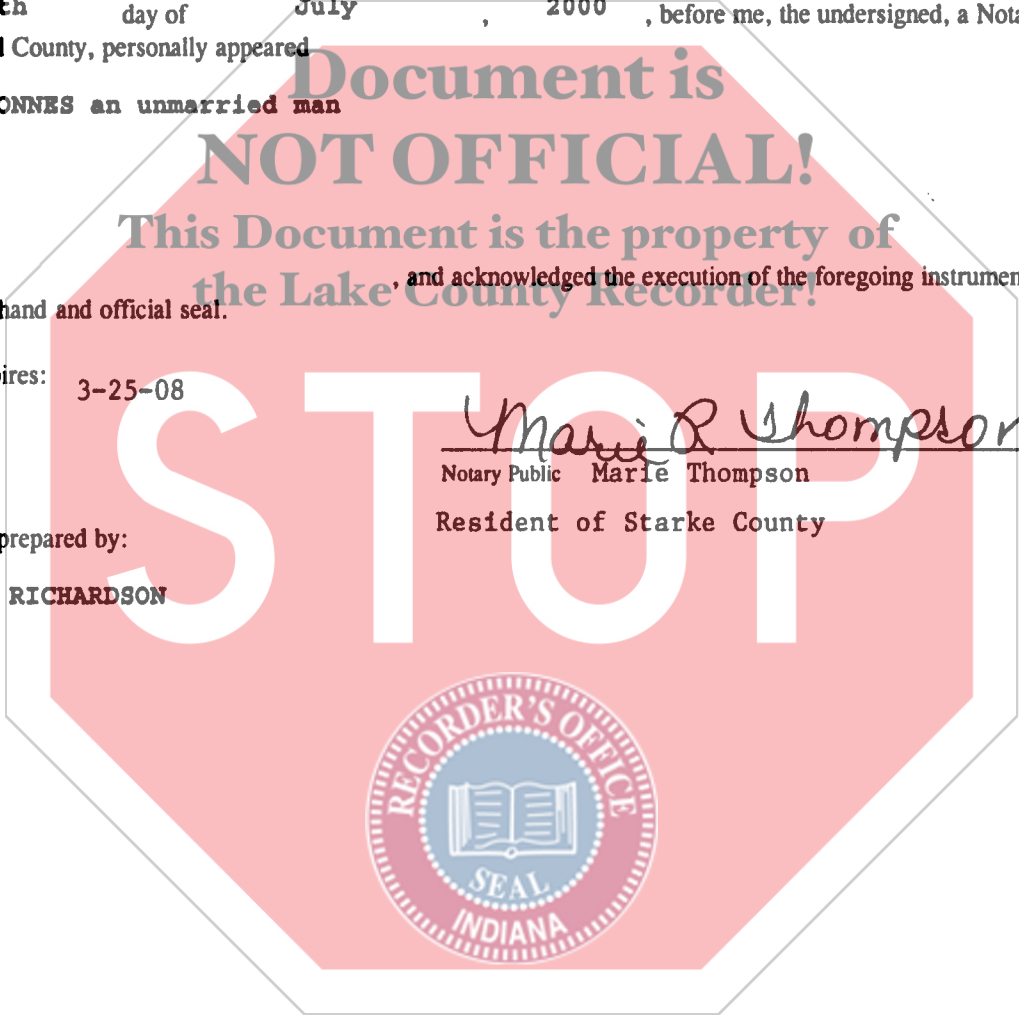 th day of July , 2000 , before me, the undersigned, a Nota
County, personally appeared
ONNES an unmarried man
Document is
NOT OFFICIAL!
This Document is the property of
the Lake County Recorder!
, and acknowledged the execution of the foregoing instrumen
hand and official seal.
ires: 3-25-08
STOP
Marie R Thompson
Notary Public Marie Thompson
Resident of Starke County
prepared by:
RICHARDSON
RECORDER'S OFFICE
SEAL
INDIANA